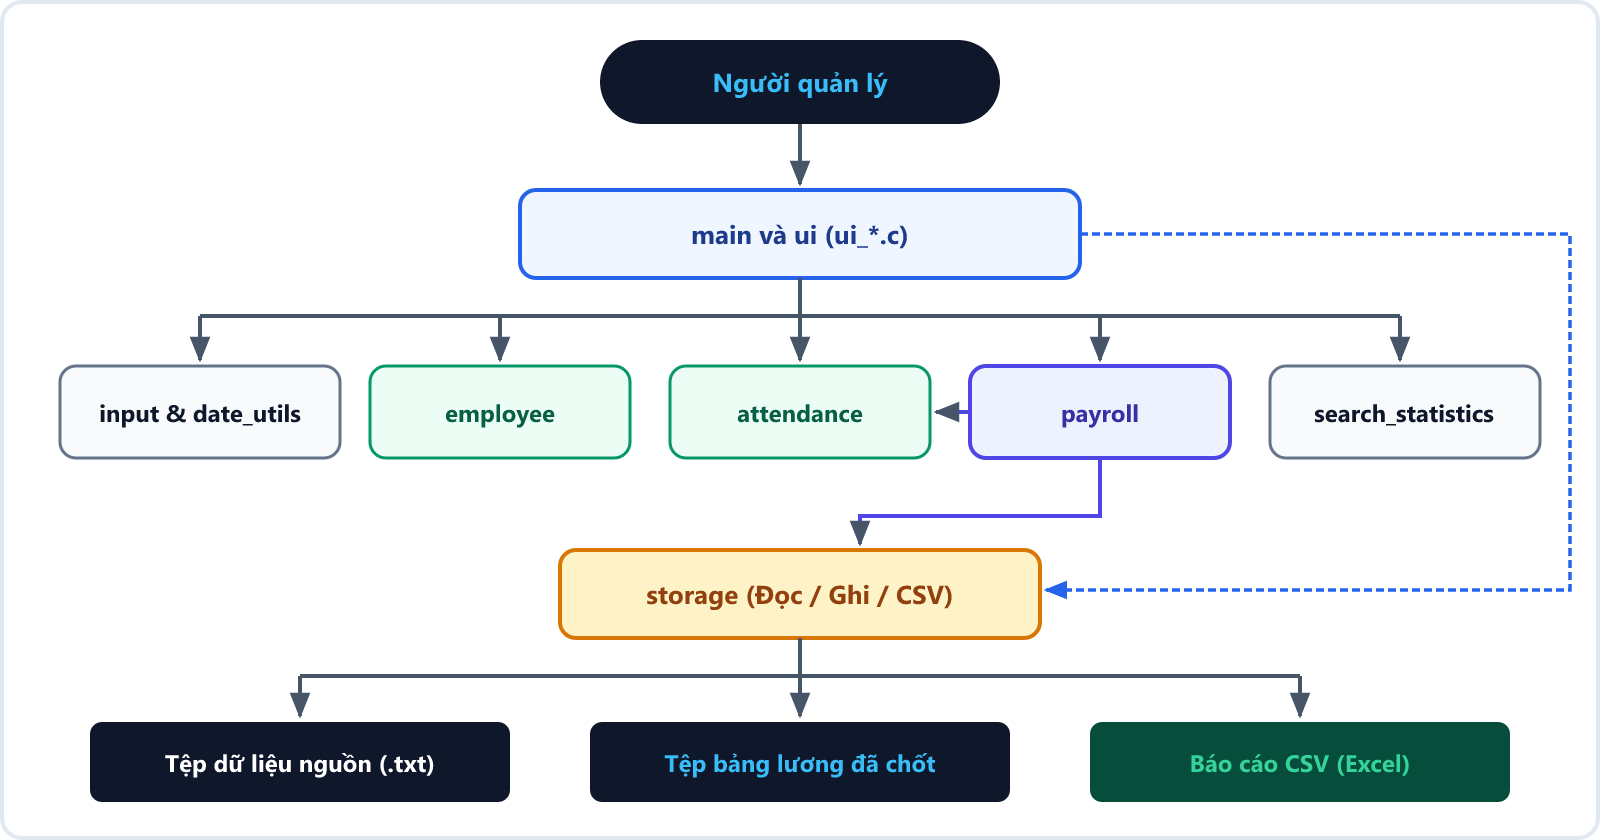 Người quản lý
main và ui (ui_*.c)
input & date_utils
employee
attendance
payroll
search_statistics
storage (Đọc / Ghi / CSV)
Tệp dữ liệu nguồn (.txt)
Tệp bảng lương đã chốt
Báo cáo CSV (Excel)